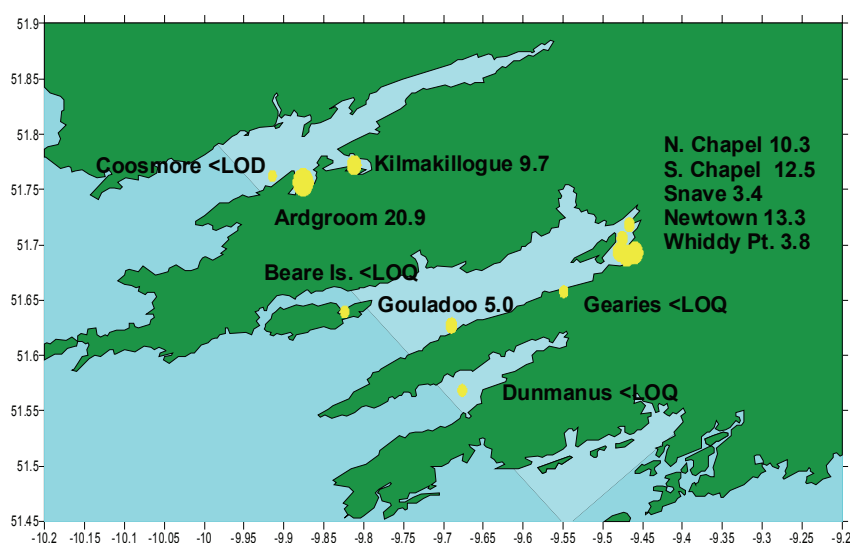 51.9
51.85
51.8
51.75
51.7
51.65
51.6
51.55
51.5
51.45
N. Chapel 10.3
S. Chapel 12.5
Snave 3.4
Newtown 13.3
Whiddy Pt. 3.8
Coosmore <LOD
Kilmakillogue 9.7
Ardgroom 20.9
Beare Is. <LOQ
Gouladoo 5.0
Gearies <LOQ
Dunmanus <LOQ
-10.2 -10.15 -10.1 -10.05 -10 -9.95 -9.9 -9.85 -9.8 -9.75 -9.7 -9.65 -9.6 -9.55 -9.5 -9.45 -9.4 -9.35 -9.3 -9.25 -9.2